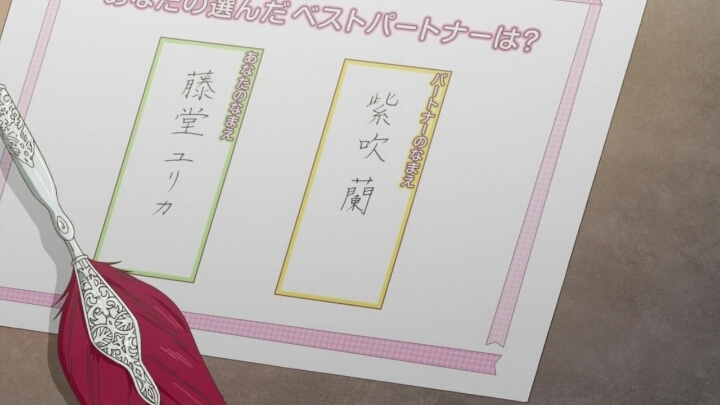 あなたの選んだ ベストパートナーは?
パートナーのなまえ
紫吹 蘭
あなたのなまえ
藤堂 ユリカ